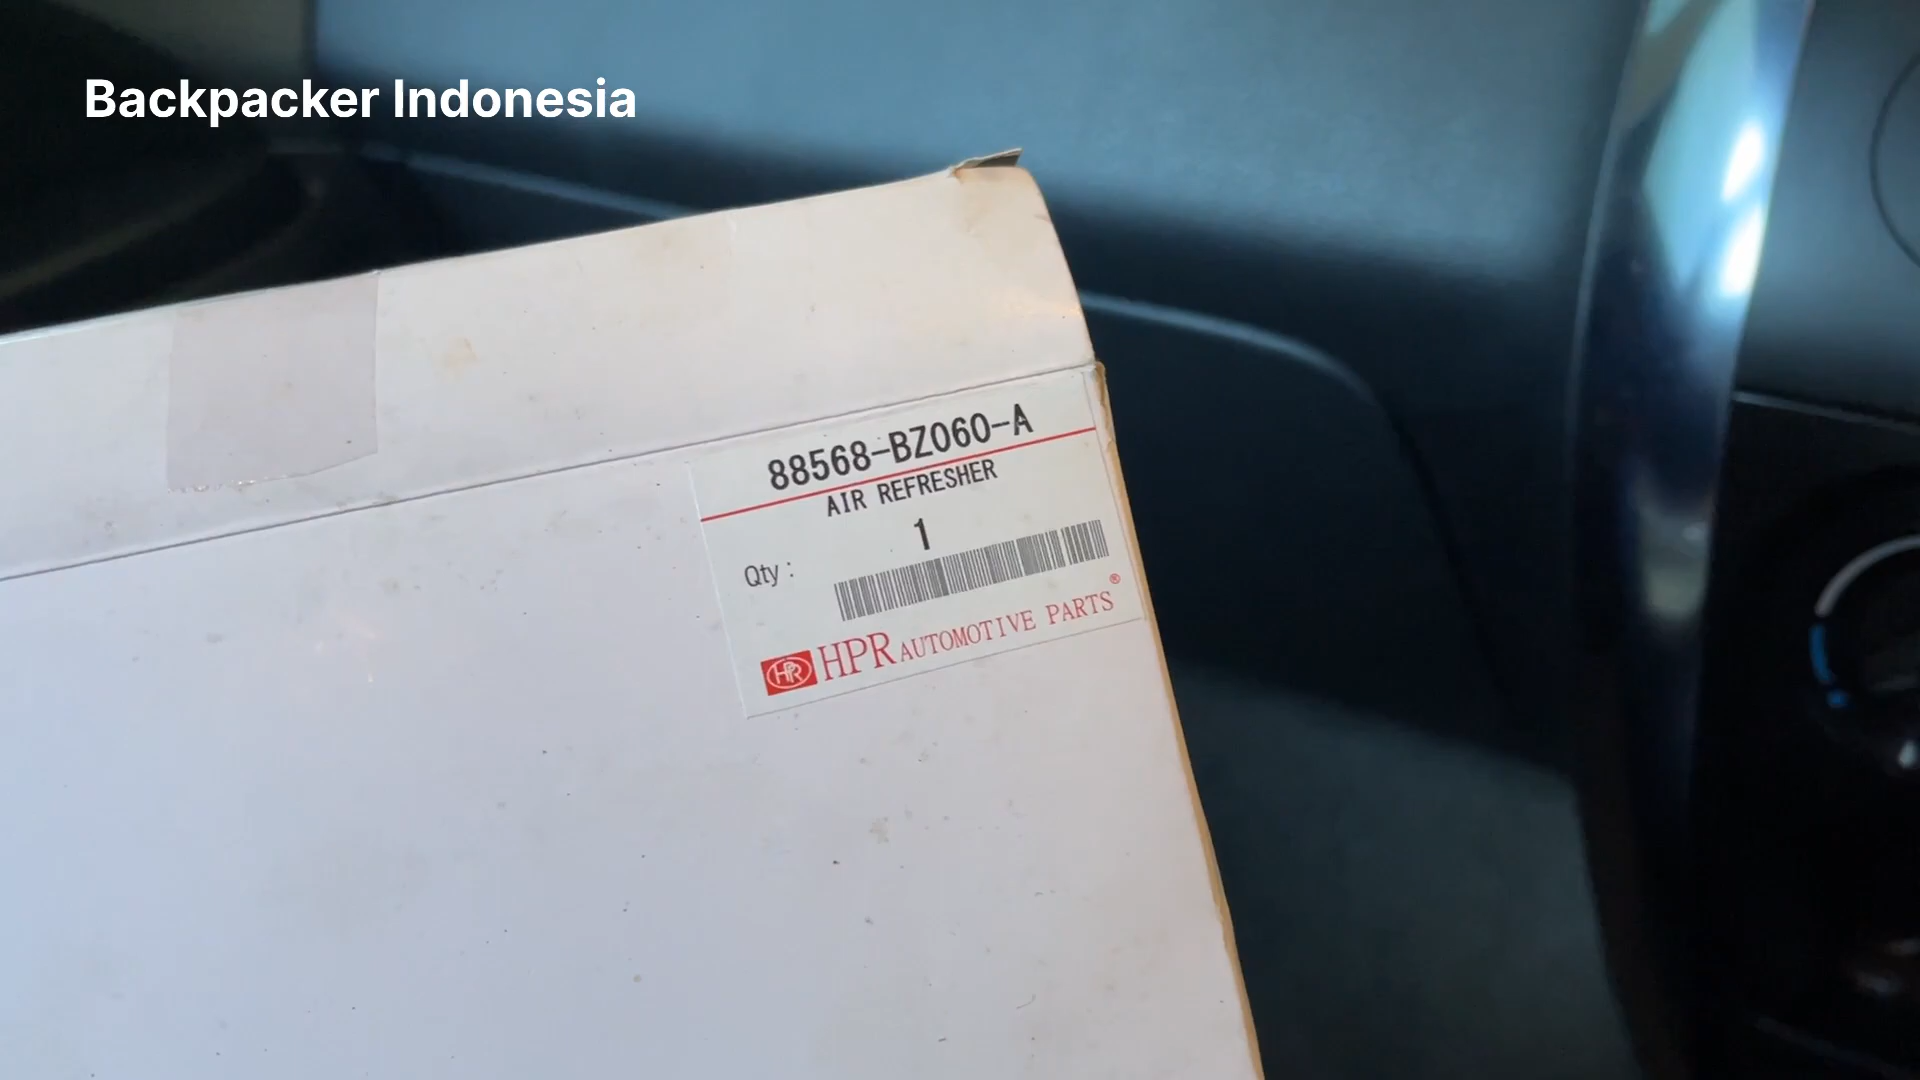 Backpacker Indonesia
88568-BZ060-A
AIR REFRESHER
1
Qty :
HPR AUTOMOTIVE PARTS ®